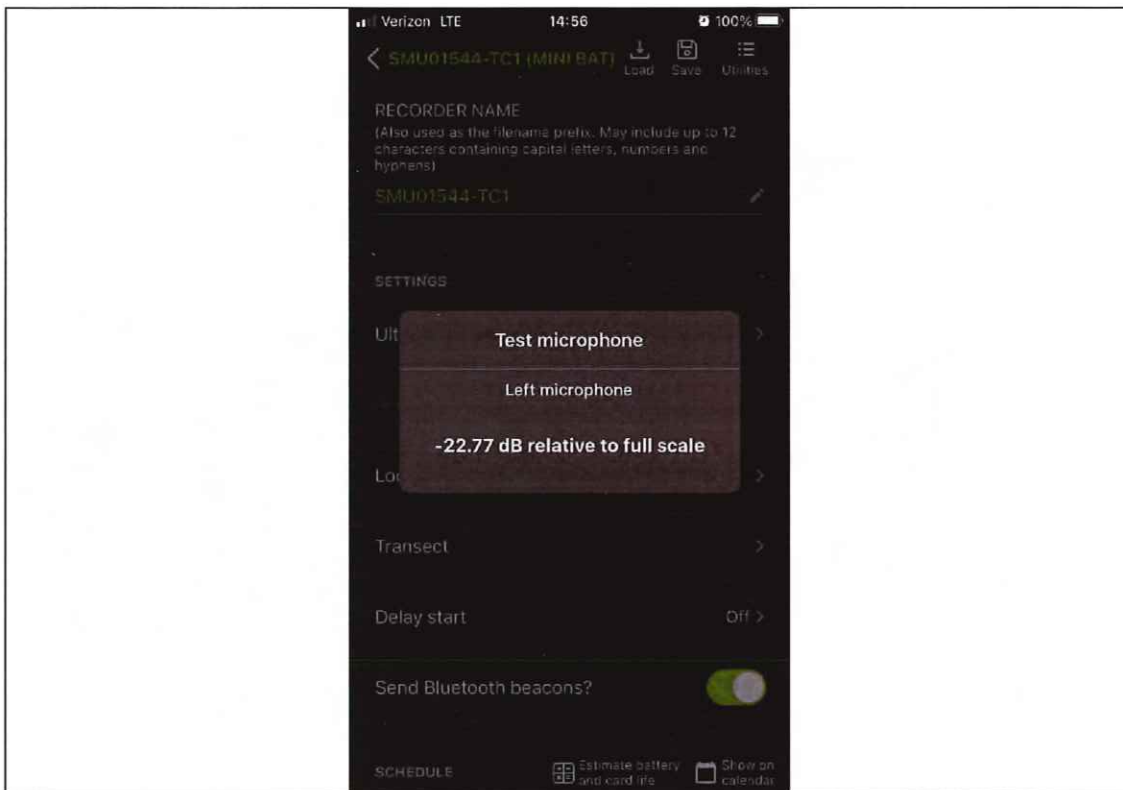 Verizon LTE 14:56 100%
SMU01544-TC1 (MINI BAT) Load Save Utilities
RECORDER NAME
(Also used as the filename prefix. May include up to 12
characters containing capital letters, numbers and
hyphens)
SMU01544-TC1
SETTINGS
Ult
Test microphone
Left microphone
-22.77 dB relative to full scale
Loc
Transect
Delay start Off
Send Bluetooth beacons?
SCHEDULE Estimate battery and card life Show on calendar